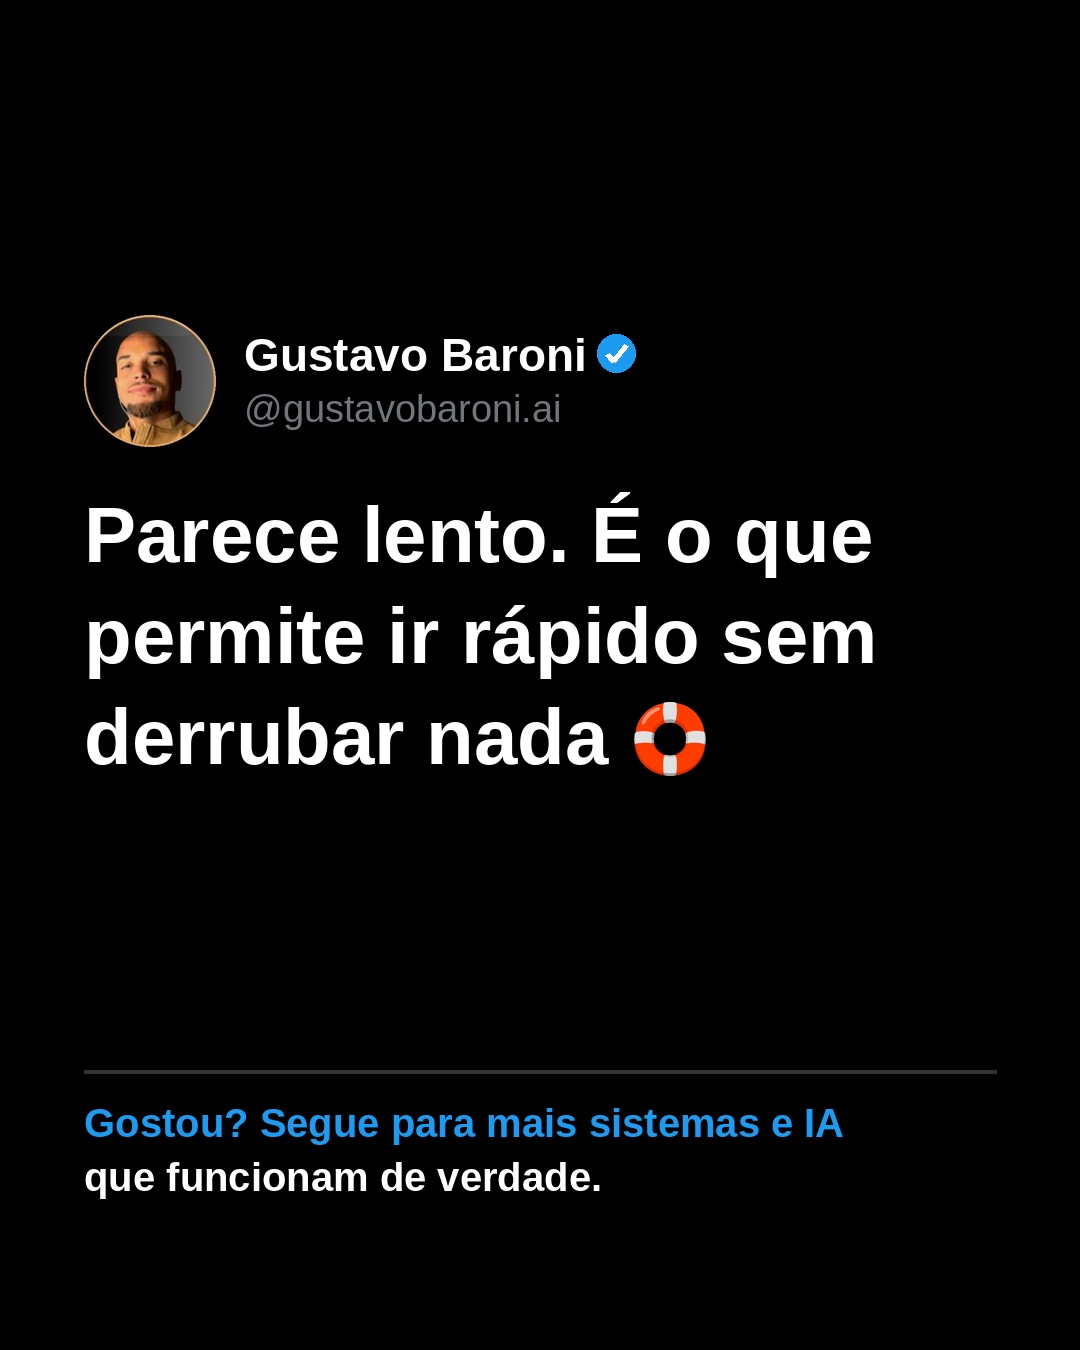 Gustavo Baroni
@gustavobaroni.ai
Parece lento. É o que
permite ir rápido sem
derrubar nada 🛟
Gostou? Segue para mais sistemas e IA
que funcionam de verdade.